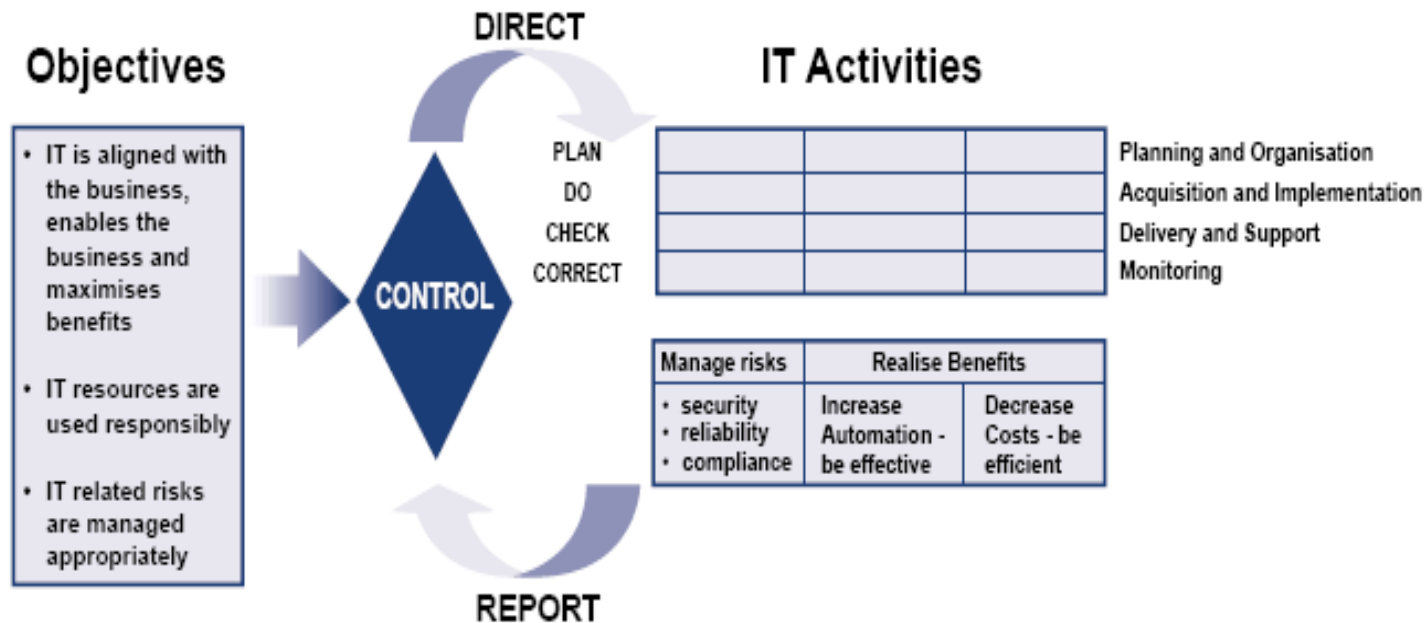 DIRECT
Objectives
IT Activities
• IT is aligned with
the business,
enables the
business and
maximises
benefits
• IT resources are
used responsibly
• IT related risks
are managed
appropriately
CONTROL
PLAN
DO
CHECK
CORRECT
Planning and Organisation
Acquisition and Implementation
Delivery and Support
Monitoring
Manage risks
• security
• reliability
• compliance
Realise Benefits
Increase
Automation -
be effective
Decrease
Costs - be
efficient
REPORT